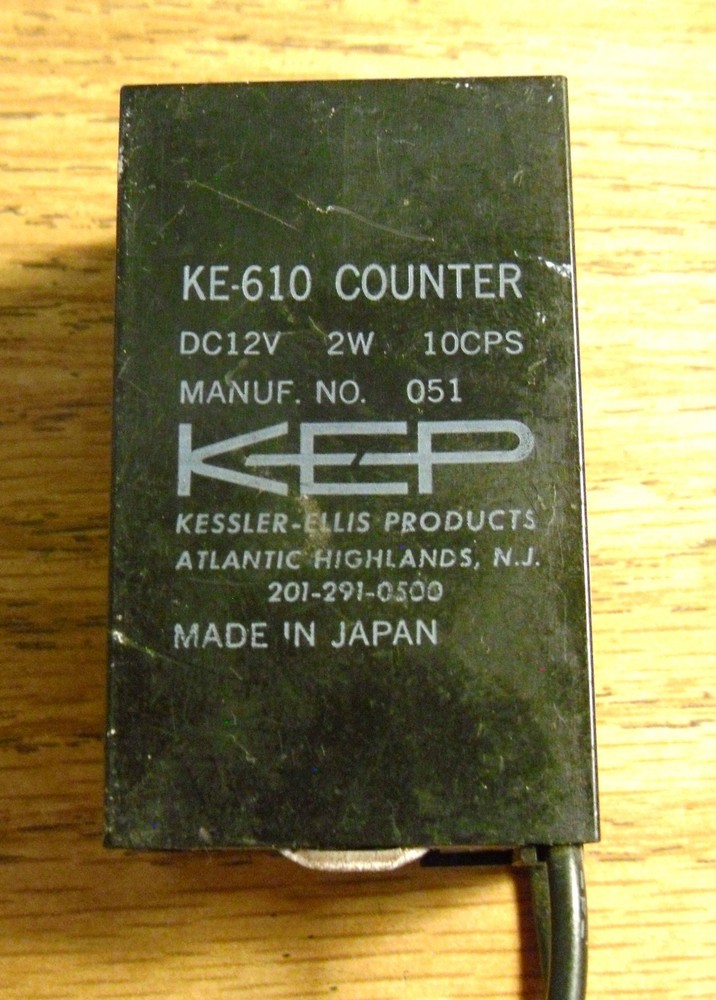 KE-610 COUNTER
DC12V 2W 10CPS
MANUF. NO. 051
KEP
KESSLER-ELLIS PRODUCTS
ATLANTIC HIGHLANDS, N.J.
201-291-0500
MADE IN JAPAN